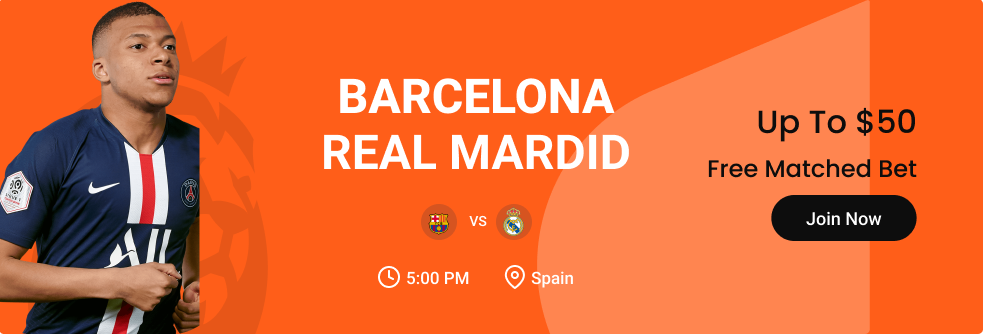 BARCELONA
REAL MARDID
VS
5:00 PM
Spain
Up To $50
Free Matched Bet
Join Now